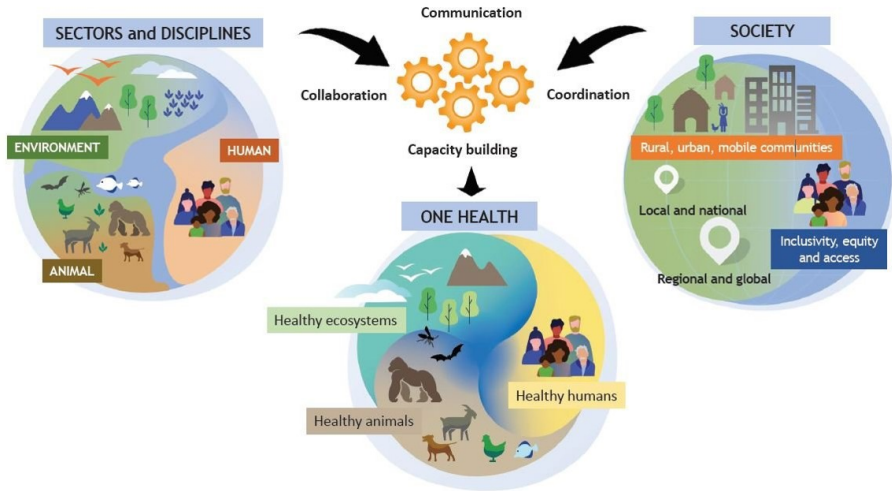 Communication
SECTORS and DISCIPLINES
SOCIETY
Collaboration
Coordination
ENVIRONMENT
HUMAN
Capacity building
Rural, urban, mobile communities
ONE HEALTH
Local and national
Inclusivity, equity
and access
ANIMAL
Regional and global
Healthy ecosystems
Healthy humans
Healthy animals